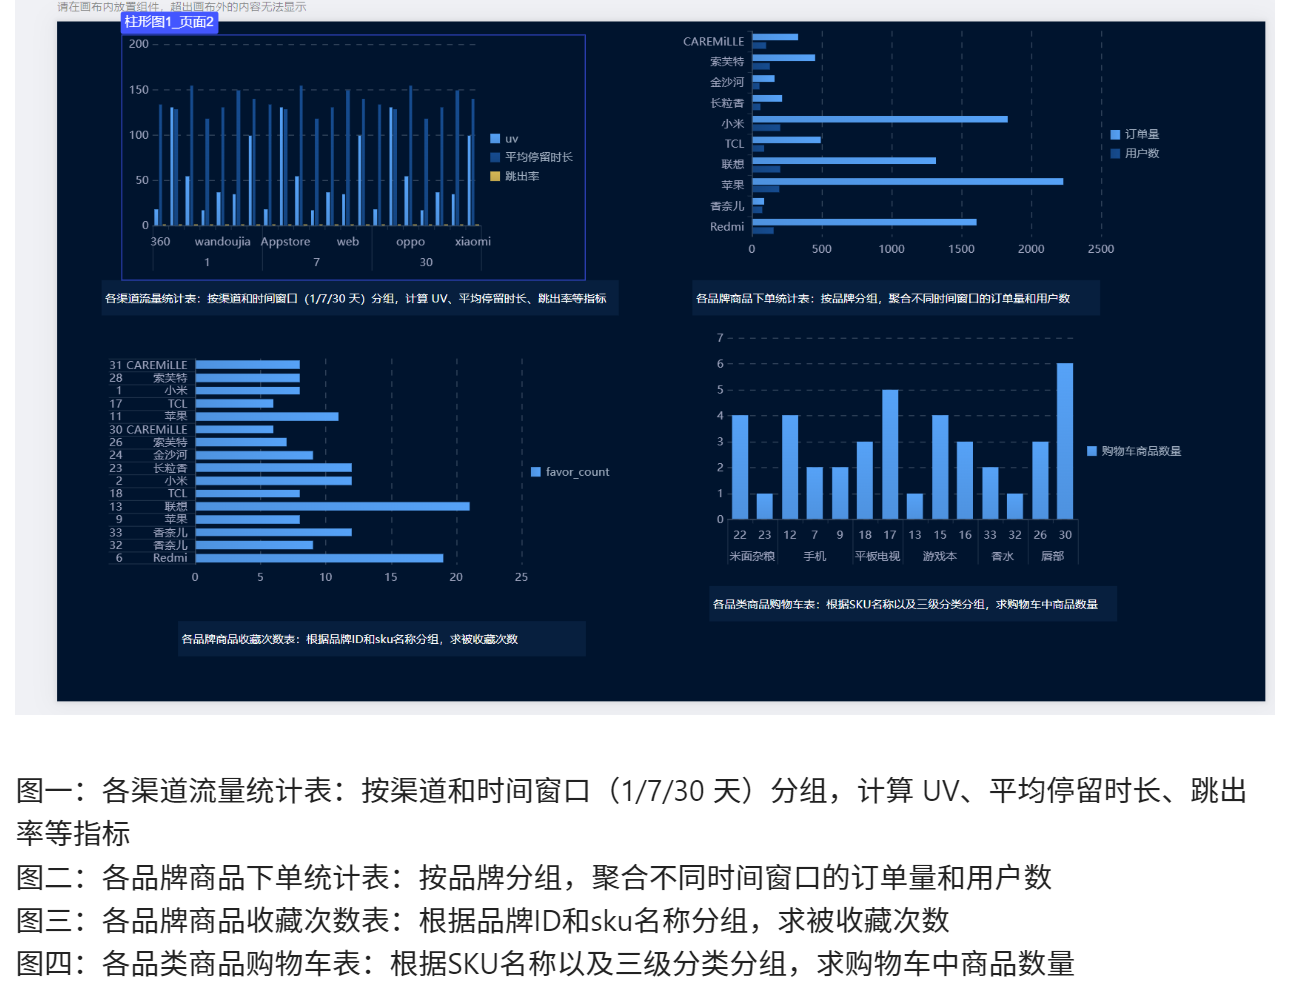 请在画布内放置组件，超出画布外的内容无法显示
柱形图1_页面2
200
150
100
50
0
360 wandoujia Appstore web oppo xiaomi
1 7 30
uv
平均停留时长
跳出率
各渠道流量统计表：按渠道和时间窗口（1/7/30 天）分组，计算 UV、平均停留时长、跳出率等指标
CAREMiLLE
索芙特
金沙河
长粒香
小米
TCL
联想
苹果
香奈儿
Redmi
0 500 1000 1500 2000 2500
订单量
用户数
各品牌商品下单统计表：按品牌分组，聚合不同时间窗口的订单量和用户数
31 CAREMiLLE
28 索芙特
1 小米
17 TCL
11 苹果
30 CAREMiLLE
26 索芙特
24 金沙河
23 长粒香
2 小米
18 TCL
13 联想
9 苹果
33 香奈儿
32 香奈儿
6 Redmi
0 5 10 15 20 25
favor_count
各品牌商品收藏次数表：根据品牌ID和sku名称分组，求被收藏次数
7
6
5
4
3
2
1
0
22 23 12 7 9 18 17 13 15 16 33 32 26 30
米面杂粮 手机 平板电视 游戏本 香水 唇部
购物车商品数量
各品类商品购物车表：根据SKU名称以及三级分类分组，求购物车中商品数量
图一：各渠道流量统计表：按渠道和时间窗口（1/7/30 天）分组，计算 UV、平均停留时长、跳出
率等指标
图二：各品牌商品下单统计表：按品牌分组，聚合不同时间窗口的订单量和用户数
图三：各品牌商品收藏次数表：根据品牌ID和sku名称分组，求被收藏次数
图四：各品类商品购物车表：根据SKU名称以及三级分类分组，求购物车中商品数量